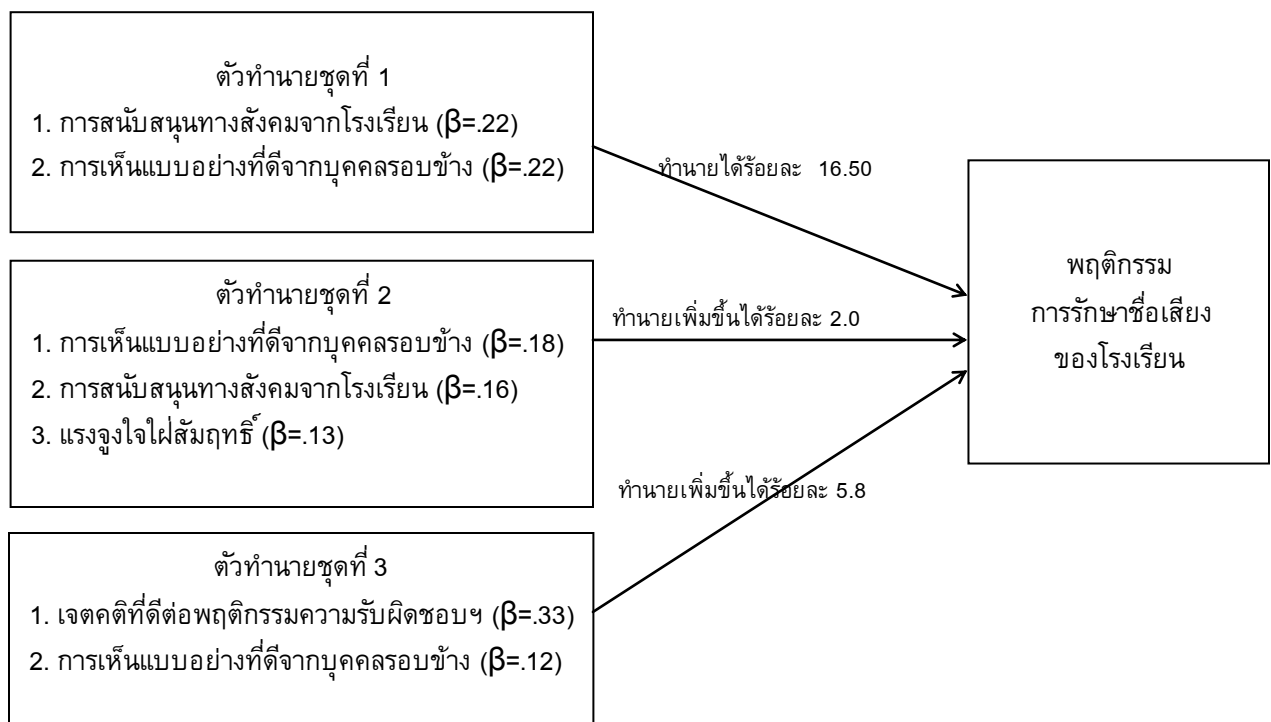 ตัวทำนายชุดที่ 1
1. การสนับสนุนทางสังคมจากโรงเรียน (β=.22)
2. การเห็นแบบอย่างที่ดีจากบุคคลรอบข้าง (β=.22)
ทำนายได้ร้อยละ 16.50
ตัวทำนายชุดที่ 2
1. การเห็นแบบอย่างที่ดีจากบุคคลรอบข้าง (β=.18)
2. การสนับสนุนทางสังคมจากโรงเรียน (β=.16)
3. แรงจูงใจใฝ่สัมฤทธิ์ (β=.13)
ทำนายเพิ่มขึ้นได้ร้อยละ 2.0
ตัวทำนายชุดที่ 3
1. เจตคติที่ดีต่อพฤติกรรมความรับผิดชอบฯ (β=.33)
2. การเห็นแบบอย่างที่ดีจากบุคคลรอบข้าง (β=.12)
ทำนายเพิ่มขึ้นได้ร้อยละ 5.8
พฤติกรรม
การรักษาชื่อเสียง
ของโรงเรียน